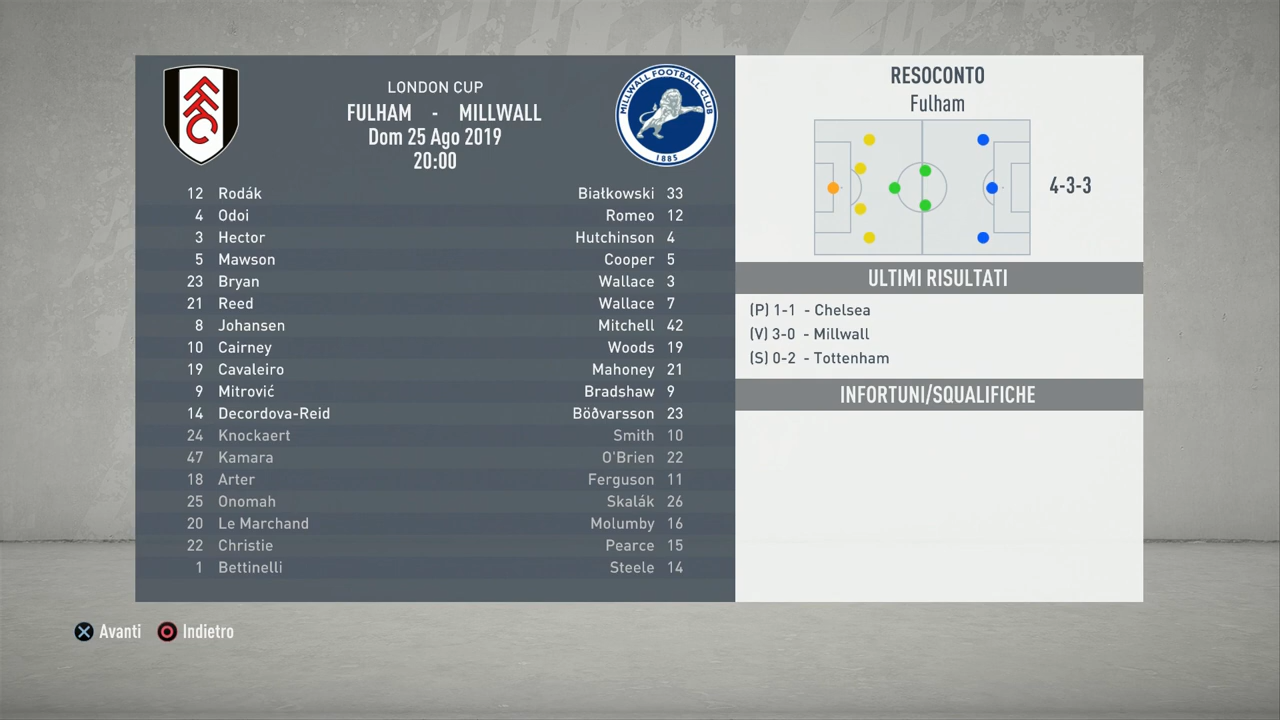 LONDON CUP
FULHAM - MILLWALL
Dom 25 Ago 2019
20:00
MILLWALL FOOTBALL CLUB
1885
FFC
12 Rodák Białkowski 33
4 Odoi Romeo 12
3 Hector Hutchinson 4
5 Mawson Cooper 5
23 Bryan Wallace 3
21 Reed Wallace 7
8 Johansen Mitchell 42
10 Cairney Woods 19
19 Cavaleiro Mahoney 21
9 Mitrović Bradshaw 9
14 Decordova-Reid Böðvarsson 23
24 Knockaert Smith 10
47 Kamara O'Brien 22
18 Arter Ferguson 11
25 Onomah Skalák 26
20 Le Marchand Molumby 16
22 Christie Pearce 15
1 Bettinelli Steele 14
RESOCONTO
Fulham
4-3-3
ULTIMI RISULTATI
(P) 1-1 - Chelsea
(V) 3-0 - Millwall
(S) 0-2 - Tottenham
INFORTUNI/SQUALIFICHE
Avanti Indietro